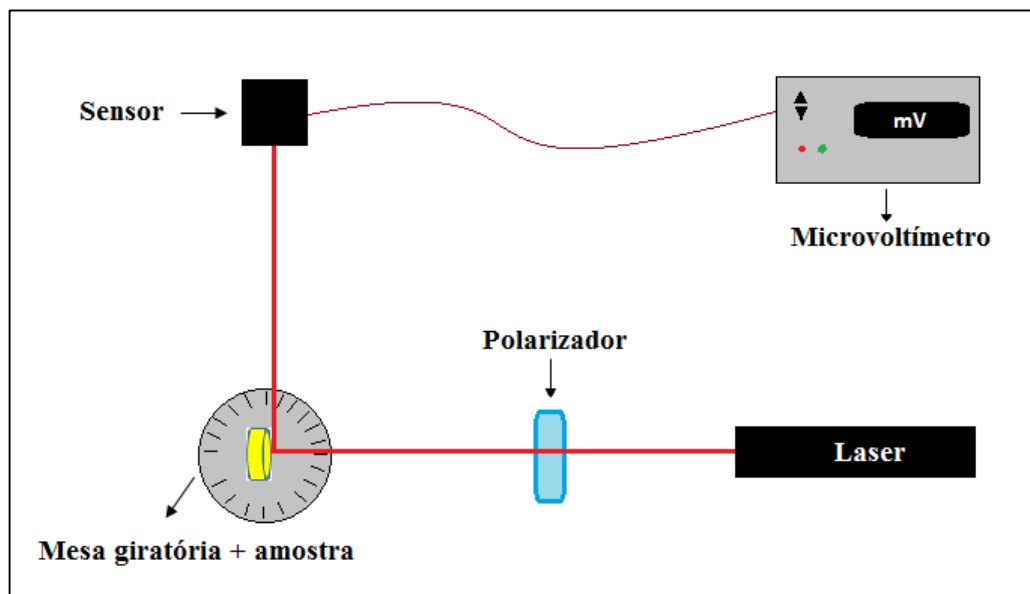 Sensor
mV
Microvoltímetro
Polarizador
Laser
Mesa giratória + amostra